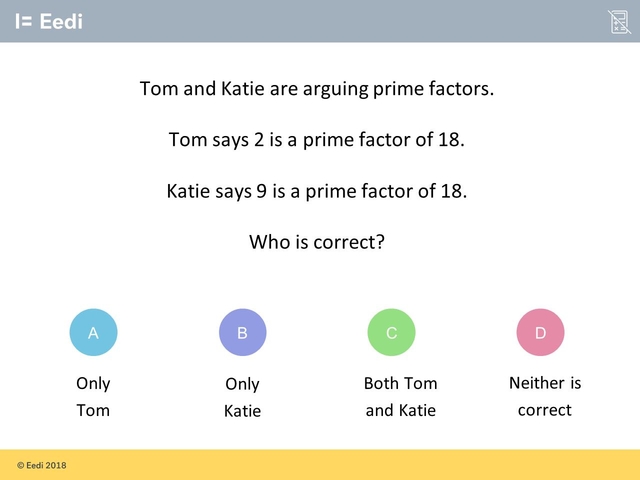 I= Eedi
Tom and Katie are arguing prime factors.
Tom says 2 is a prime factor of 18.
Katie says 9 is a prime factor of 18.
Who is correct?
A
B
C
D
Only
Tom
Only
Katie
Both Tom
and Katie
Neither is
correct
© Eedi 2018